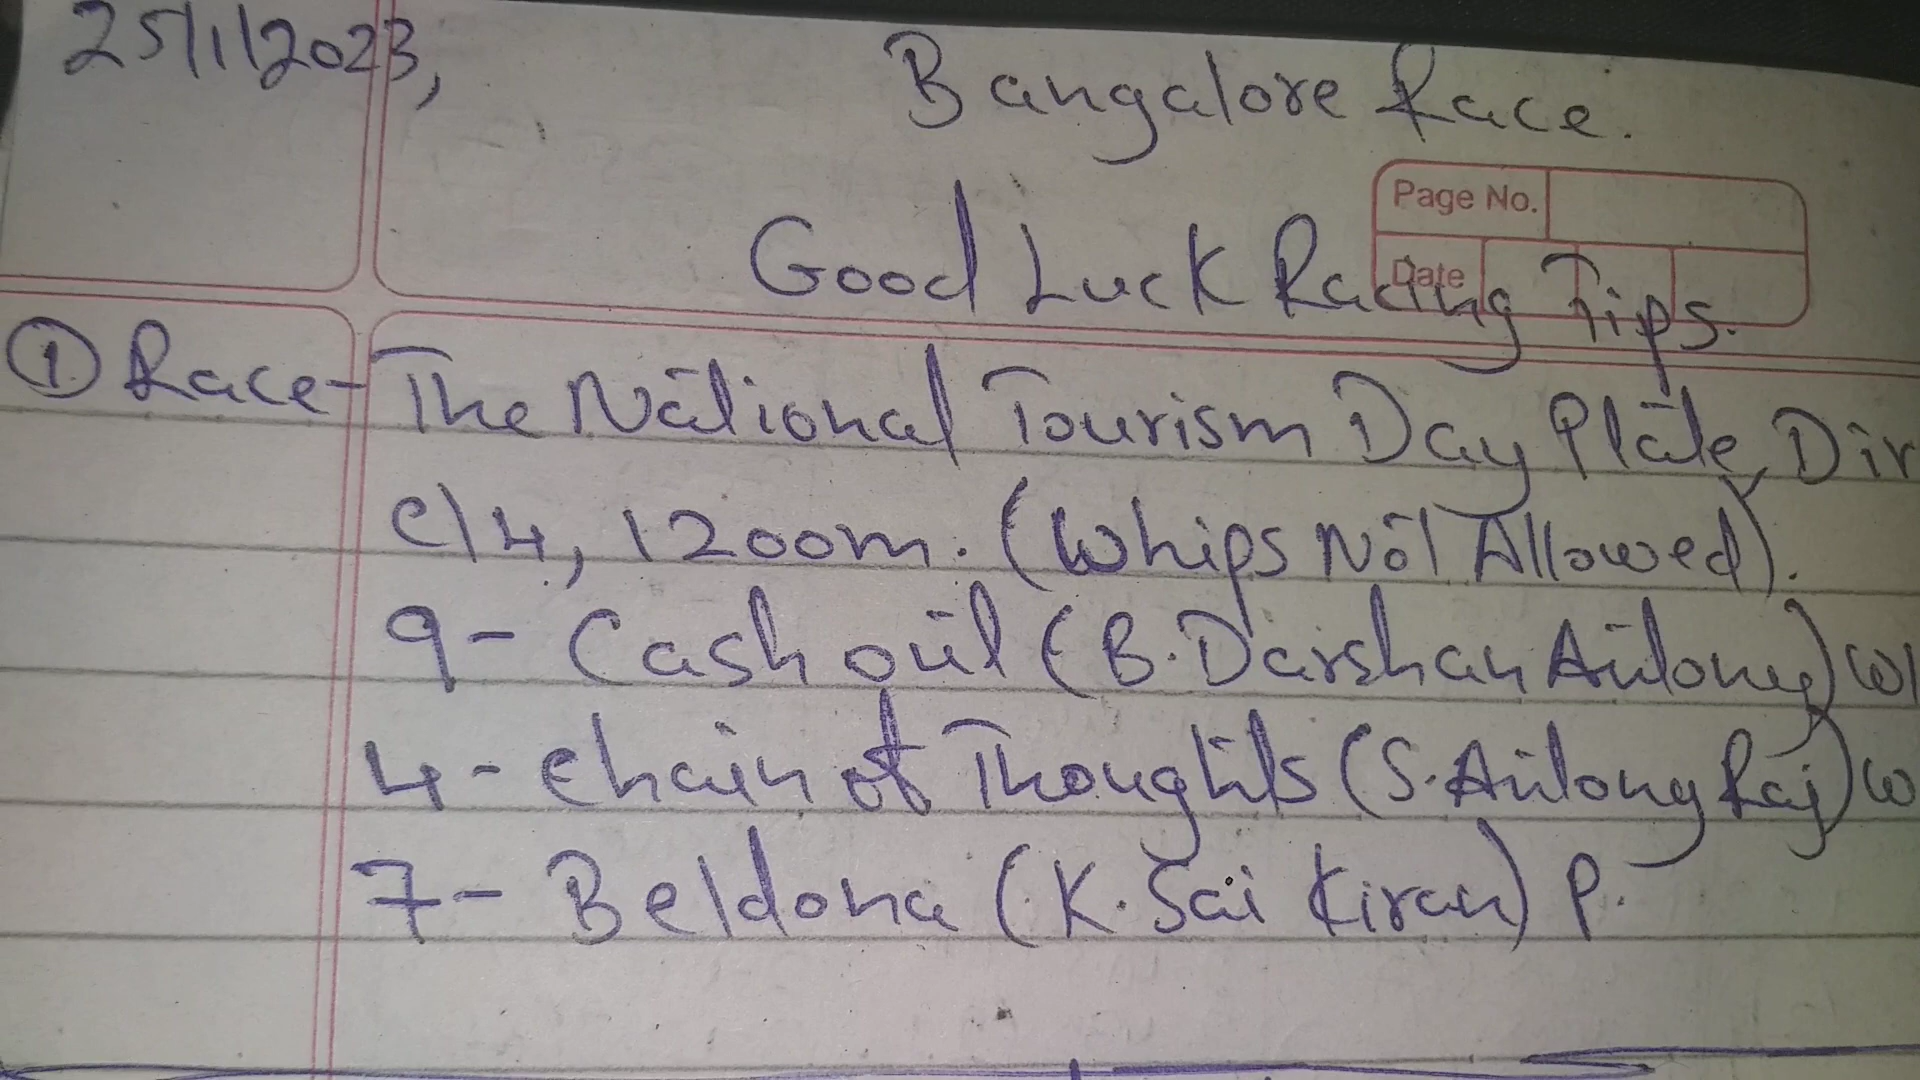 25/1/2023, Bangalore Race.
Page No.
Good Luck Racing Tips.
Date
① Race - The National Tourism Day Plate, Dir
C/4, 1200m. (Whips Not Allowed).
9 - Cash out (B. Darshan Antony) W/
4 - Chain of Thoughts (S. Antony Raj) W
7 - Beldona (K. Sai Kiran) P.